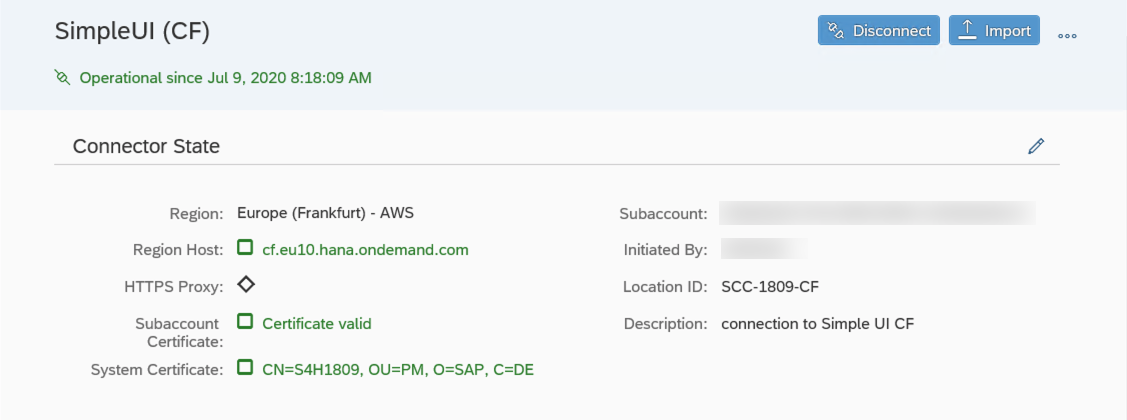 SimpleUI (CF)
Disconnect
Import
Operational since Jul 9, 2020 8:18:09 AM
Connector State
Region: Europe (Frankfurt) - AWS
Region Host: cf.eu10.hana.ondemand.com
HTTPS Proxy:
Subaccount Certificate: Certificate valid
System Certificate: CN=S4H1809, OU=PM, O=SAP, C=DE
Subaccount:
Initiated By:
Location ID: SCC-1809-CF
Description: connection to Simple UI CF